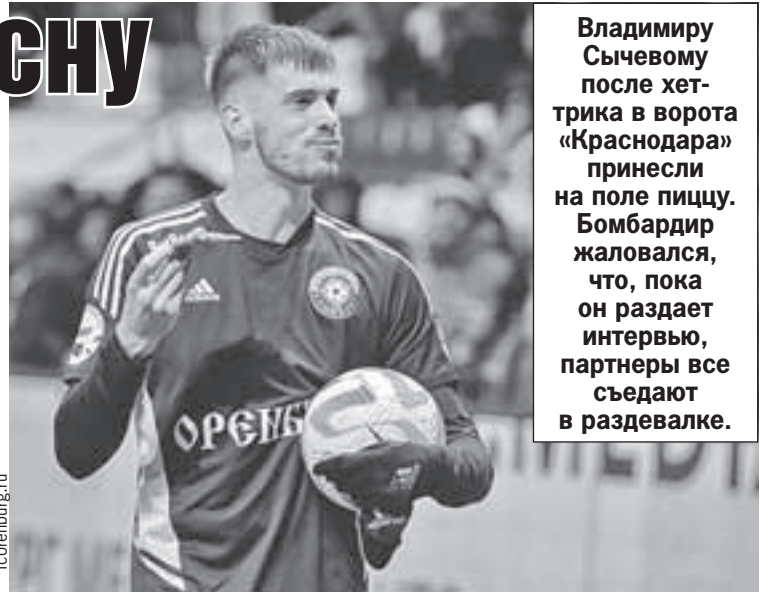 СНУ
Владимиру
Сычевому
после хет-
трика в ворота
«Краснодара»
принесли
на поле пиццу.
Бомбардир
жаловался,
что, пока
он раздает
интервью,
партнеры все
съедают
в раздевалке.
ОРЕНБ
fcorenburg.ru